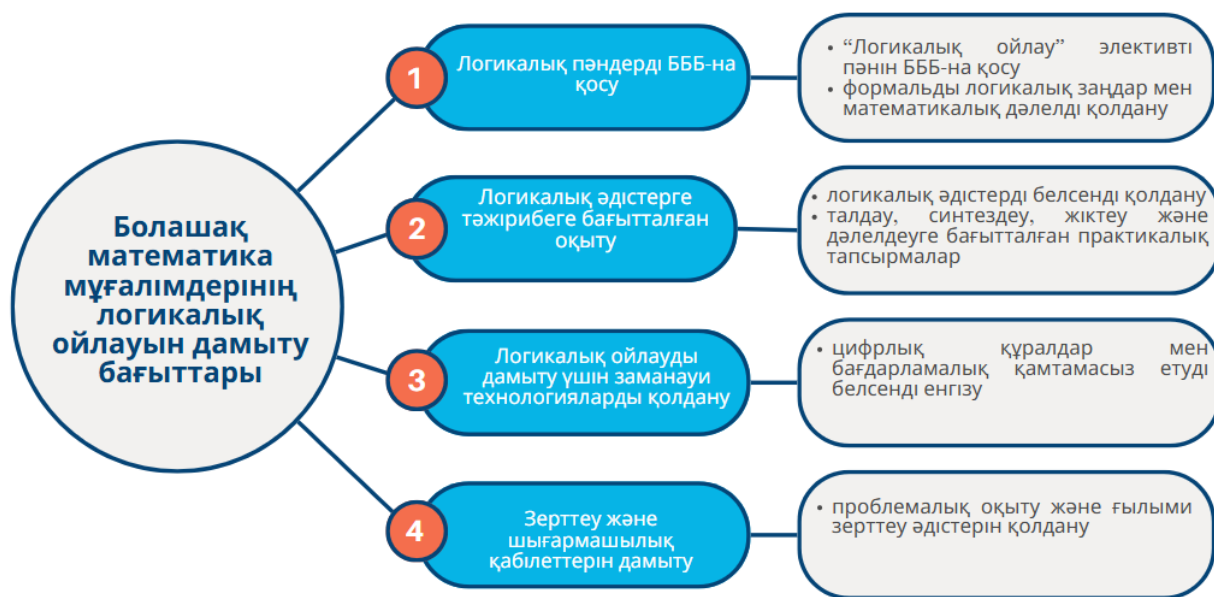 Болашақ
математика
мұғалімдерінің
логикалық
ойлауын дамыту
бағыттары
1
Логикалық пәндерді БББ-на
қосу
• “Логикалық ойлау” элективті
пәнін БББ-на қосу
• формальды логикалық заңдар мен
математикалық дәлелді қолдану
2
Логикалық әдістерге
тәжірибеге бағытталған
оқыту
• логикалық әдістерді белсенді қолдану
• талдау, синтездеу, жіктеу және
дәлелдеуге бағытталған практикалық
тапсырмалар
3
Логикалық ойлауды
дамыту үшін заманауи
технологияларды қолдану
• цифрлық құралдар мен
бағдарламалық қамтамасыз етуді
белсенді енгізу
4
Зерттеу және
шығармашылық
қабілеттерін дамыту
• проблемалық оқыту және ғылыми
зерттеу әдістерін қолдану